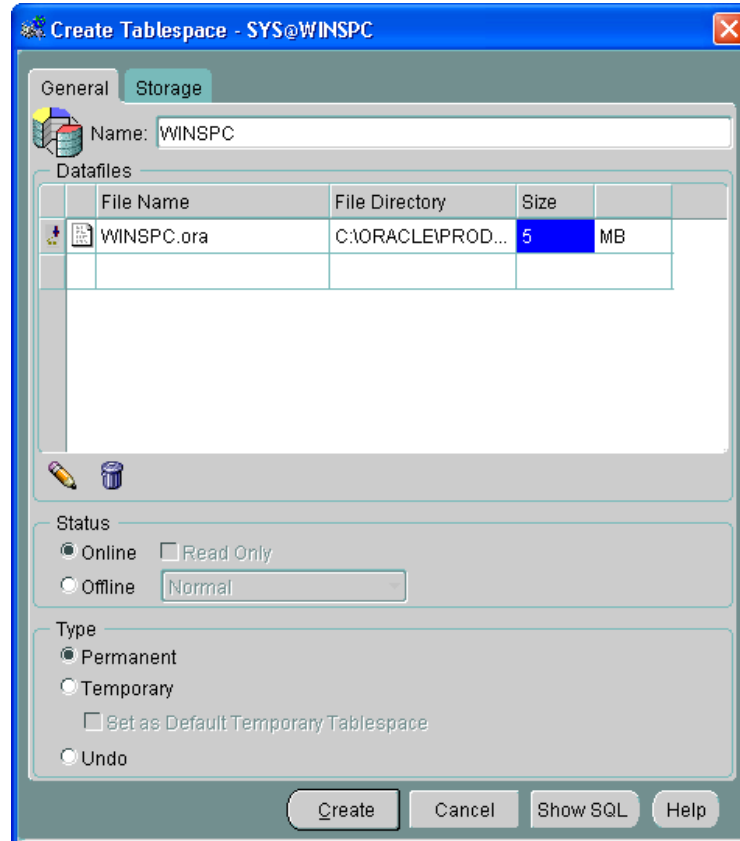 Create Tablespace - SYS@WINSPC
General Storage
Name: WINSPC
Datafiles
File Name File Directory Size
WINSPC.ora C:\ORACLE\PROD... 5 MB
Status
Online Read Only
Offline Normal
Type
Permanent
Temporary
Set as Default Temporary Tablespace
Undo
Create Cancel Show SQL Help